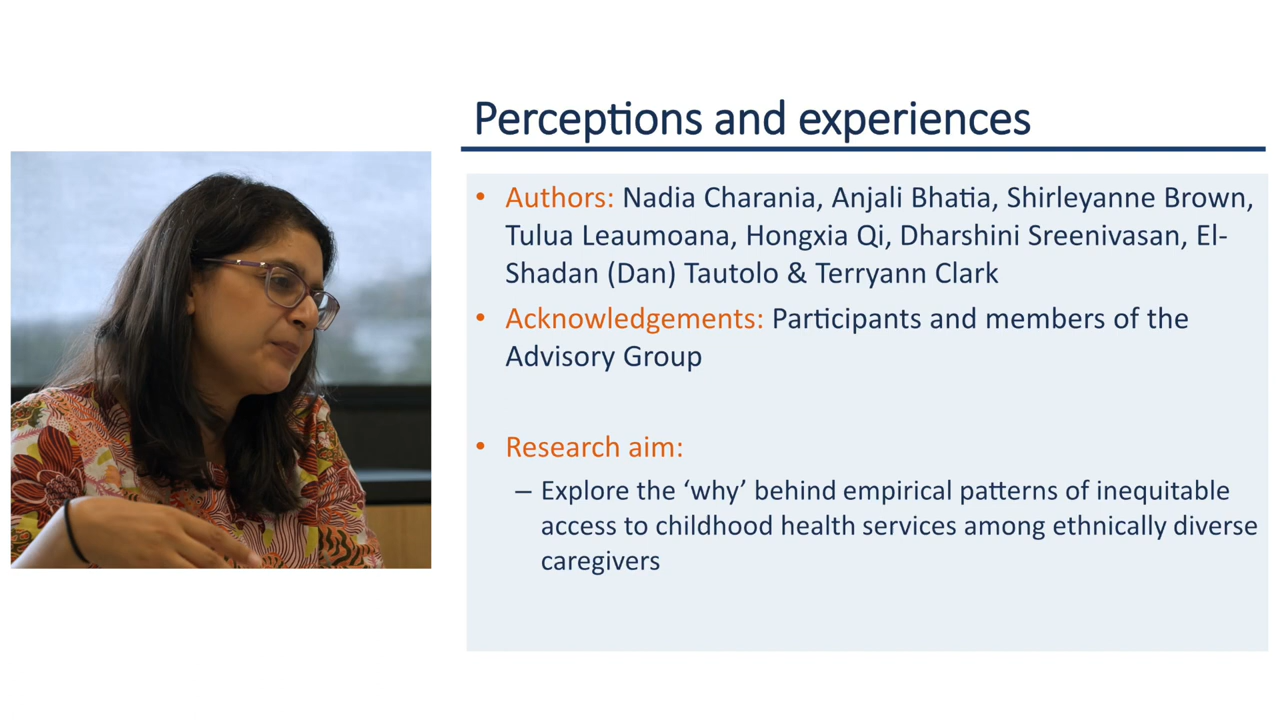 Perceptions and experiences
• Authors: Nadia Charania, Anjali Bhatia, Shirleyanne Brown,
Tulua Leaumoana, Hongxia Qi, Dharshini Sreenivasan, El-
Shadan (Dan) Tautolo & Terryann Clark
• Acknowledgements: Participants and members of the
Advisory Group
• Research aim:
– Explore the ‘why’ behind empirical patterns of inequitable
access to childhood health services among ethnically diverse
caregivers